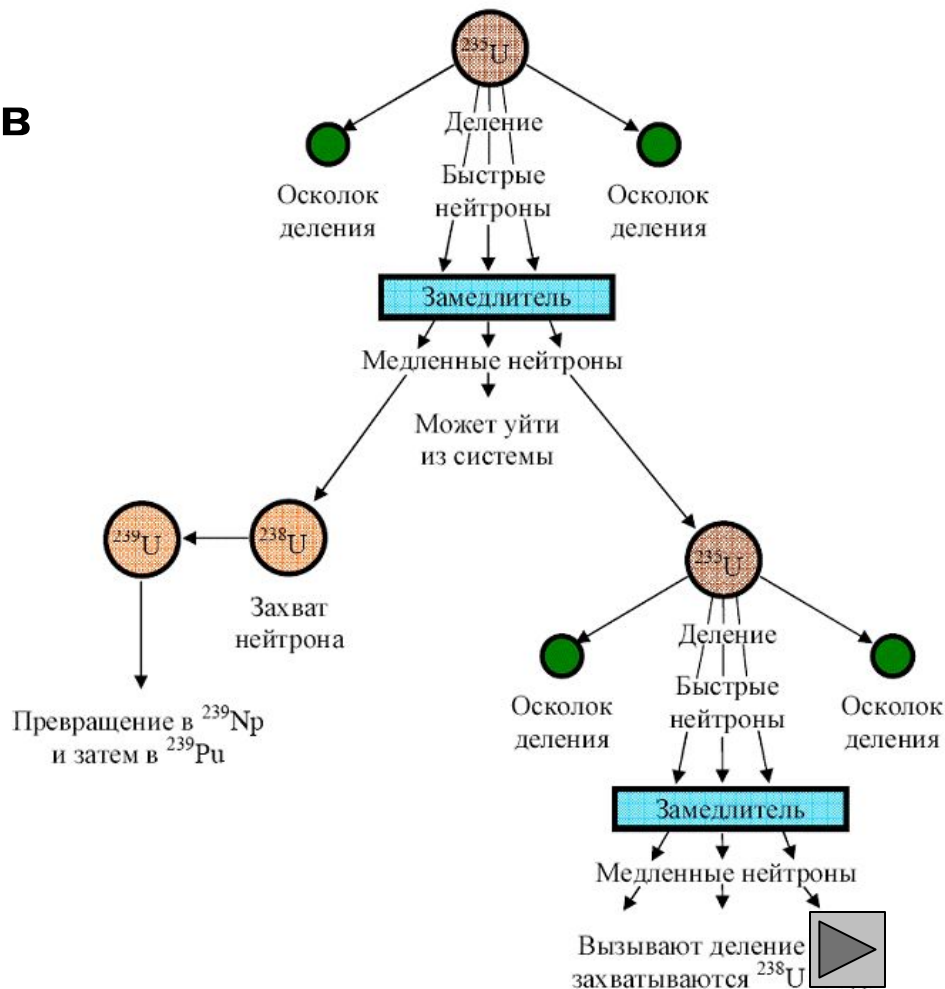 в
²³⁵U
Деление
Быстрые
нейтроны
Осколок
деления
Осколок
деления
Замедлитель
Медленные нейтроны
Может уйти
из системы
²³⁹U
²³⁸U
Захват
нейтрона
Превращение в ²³⁹Np
и затем в ²³⁹Pu
²³⁵U
Деление
Быстрые
нейтроны
Осколок
деления
Осколок
деления
Замедлитель
Медленные нейтроны
Вызывают деление
захватываются ²³⁸U